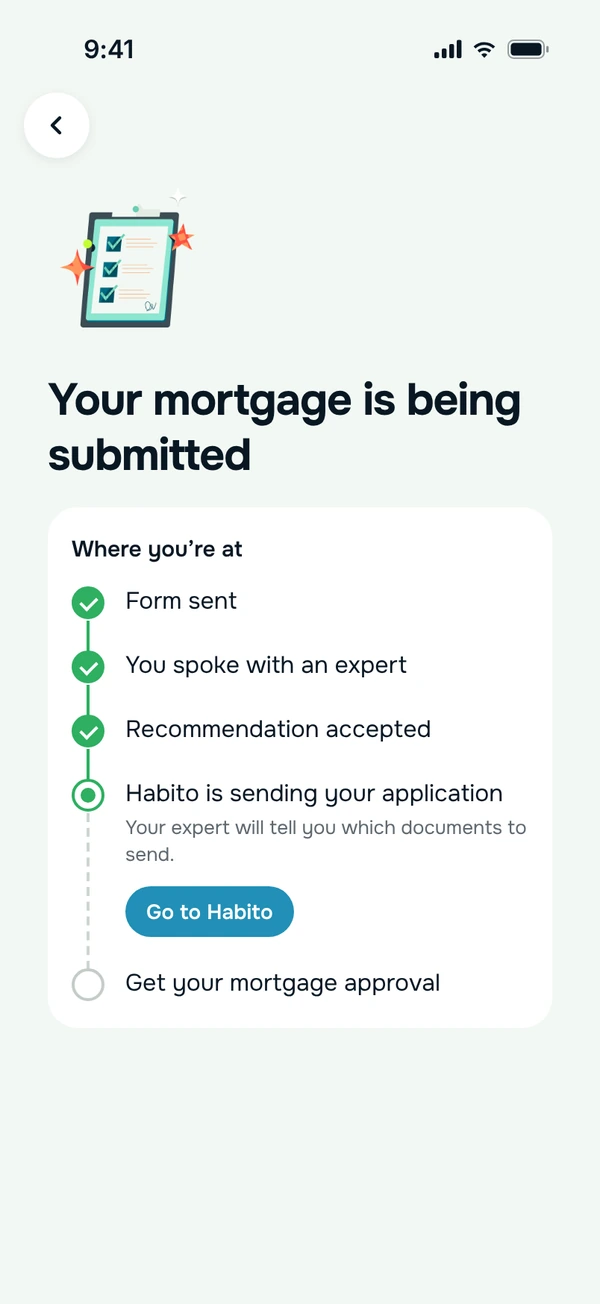 9:41
Your mortgage is being
submitted
Where you’re at
Form sent
You spoke with an expert
Recommendation accepted
Habito is sending your application
Your expert will tell you which documents to
send.
Go to Habito
Get your mortgage approval